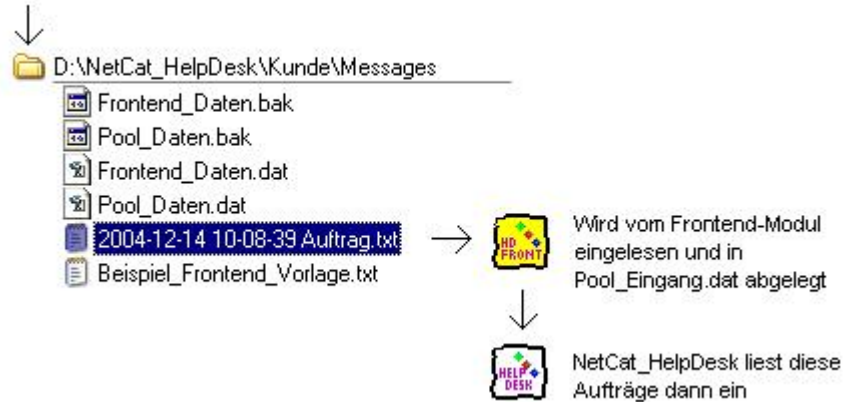 D:\NetCat_HelpDesk\Kunde\Messages
Frontend_Daten.bak
Pool_Daten.bak
Frontend_Daten.dat
Pool_Daten.dat
2004-12-14 10-08-39 Auftrag.txt
Beispiel_Frontend_Vorlage.txt
HD
FRONT
Wird vom Frontend-Modul
eingelesen und in
Pool_Eingang.dat abgelegt
HELP
DESK
NetCat_HelpDesk liest diese
Aufträge dann ein